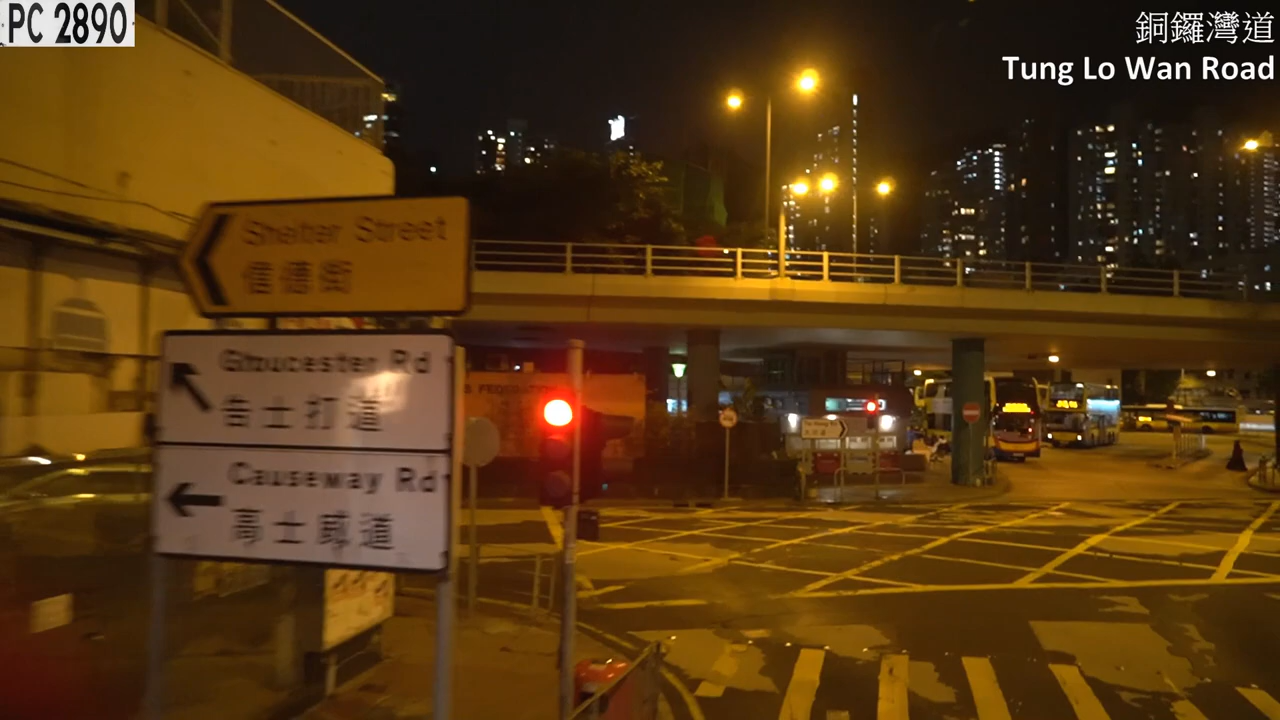 PC 2890
銅鑼灣道
Tung Lo Wan Road
Shelter Street
信德街
Gloucester Rd
告士打道
Causeway Rd
高士威道